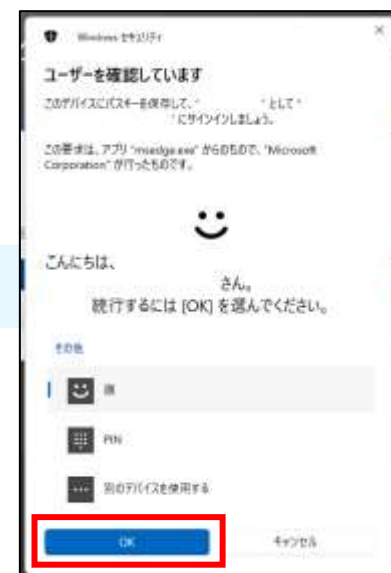 Windows セキュリティ
ユーザーを確認しています
このデバイスにパスキーを保存して、" "として"
"にサインインしましょう。
この要求は、アプリ "msedge.exe" からのもので、"Microsoft
Corporation" が行ったものです。
こんにちは、
さん。
続行するには [OK] を選んでください。
その他
顔
PIN
別のデバイスを使用する
OK
キャンセル